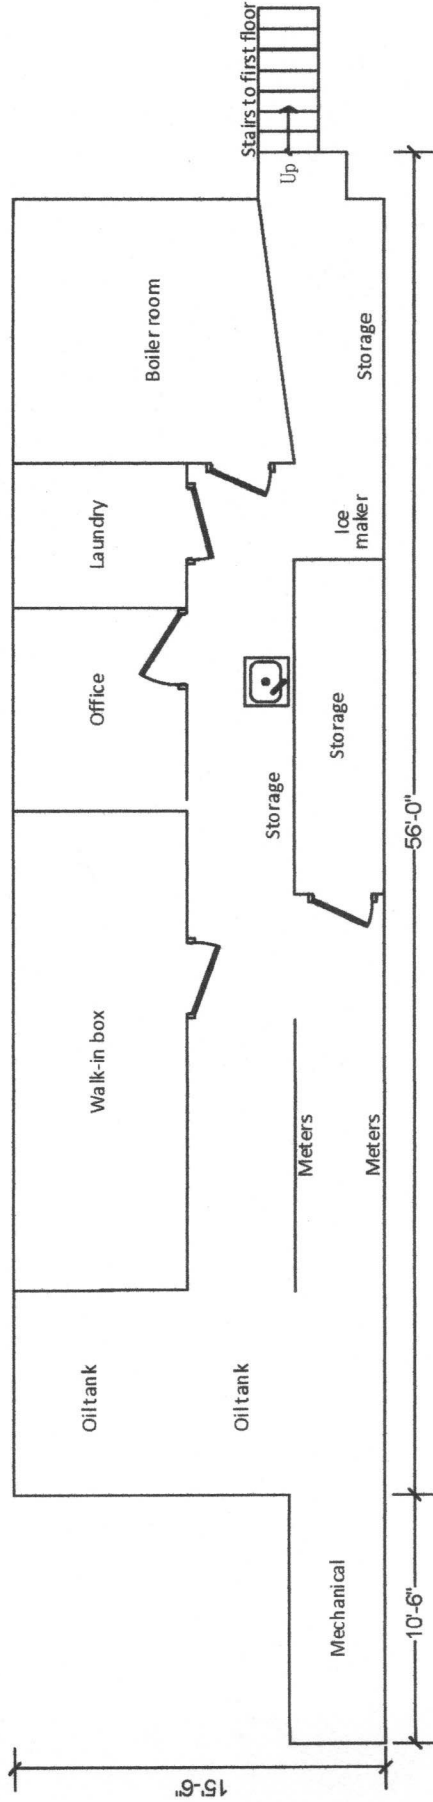 Stairs to first floor
Up
Boiler room
Storage
Laundry
Ice
maker
Office
Storage
Storage
Walk-in box
Meters
Meters
Oil tank
Oil tank
Mechanical
56'-0"
10'-6"
15'-6"